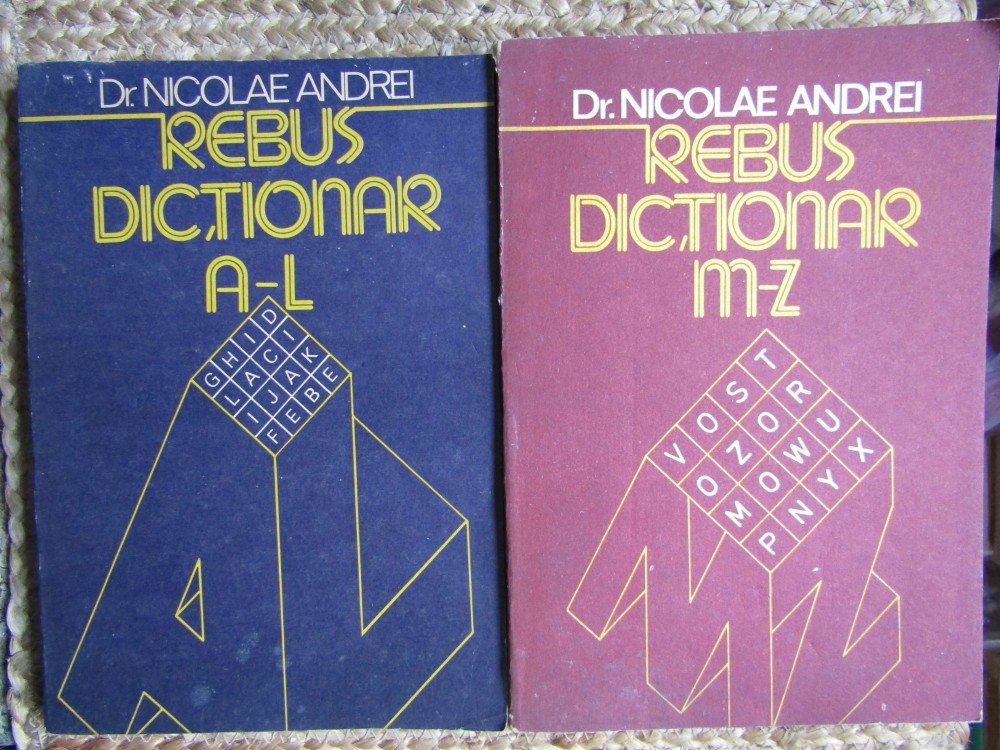 Dr. NICOLAE ANDREI
REBUS
DICȚIONAR
A-L
GHID
LACI
IJAK
FEBE
Dr. NICOLAE ANDREI
REBUS
DICȚIONAR
M-Z
VOST
OZOR
MOWU
PNYX